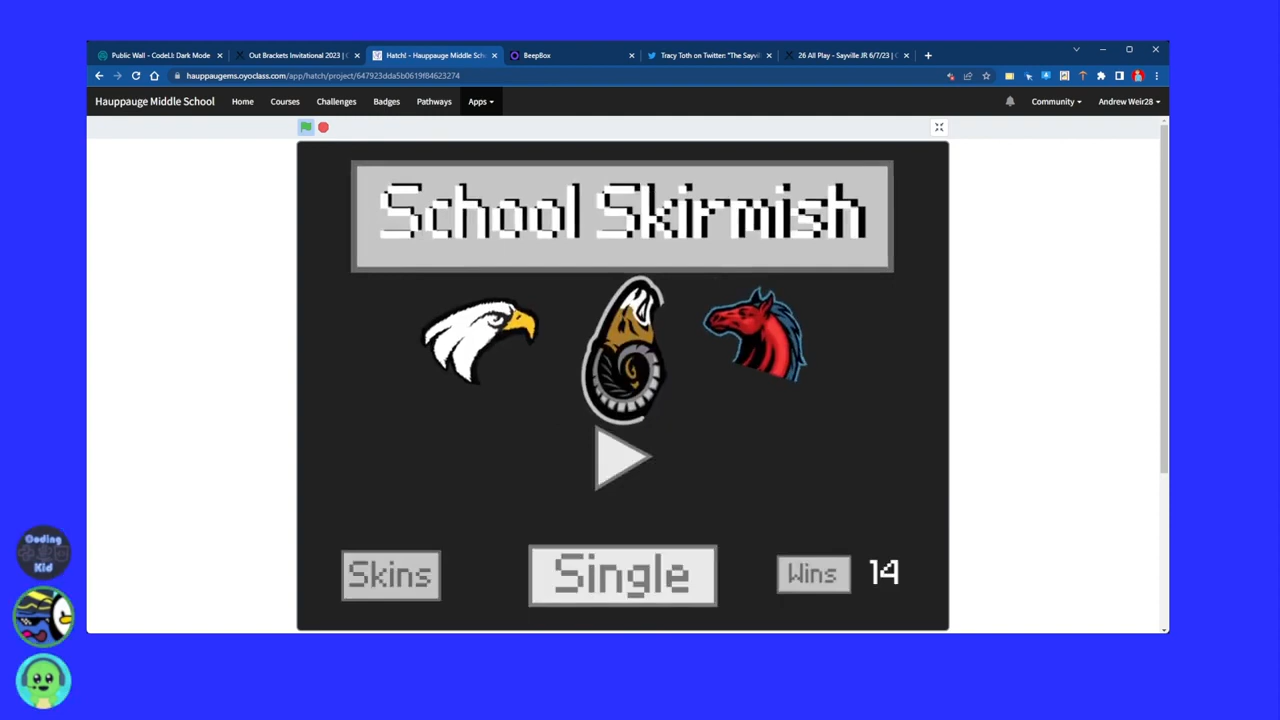 Public Wall - CodeLI: Dark Mode
Out Brackets Invitational 2023 | C
Hatch! - Hauppauge Middle Scho
BeepBox
Tracy Toth on Twitter: "The Sayvi
26 All Play - Sayville JR 6/7/23 | C
hauppaugems.oyoclass.com/app/hatch/project/647923dda5b0619f84623274
Hauppauge Middle School
Home
Courses
Challenges
Badges
Pathways
Apps
Community
Andrew Weir28
School Skirmish
Skins
Single
Wins
14
Coding
Kid